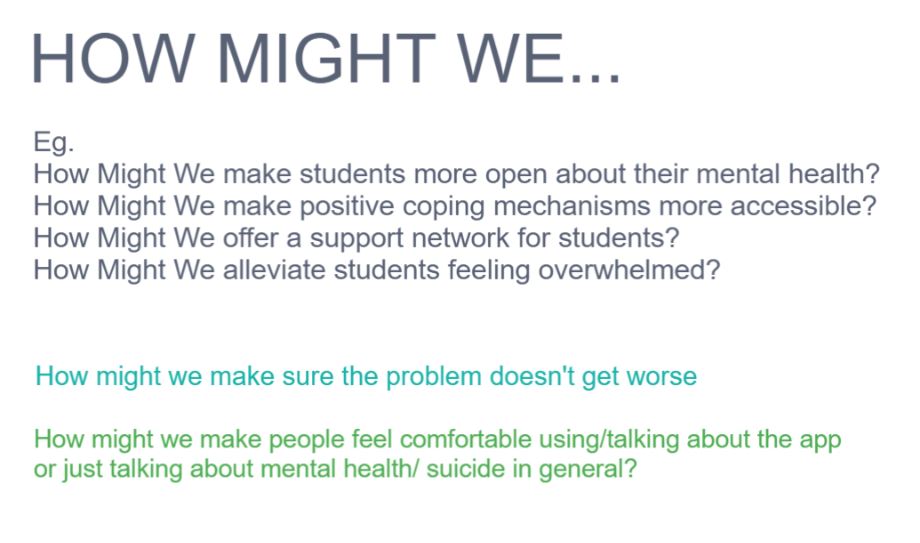 HOW MIGHT WE...
Eg.
How Might We make students more open about their mental health?
How Might We make positive coping mechanisms more accessible?
How Might We offer a support network for students?
How Might We alleviate students feeling overwhelmed?
How might we make sure the problem doesn't get worse
How might we make people feel comfortable using/talking about the app
or just talking about mental health/ suicide in general?